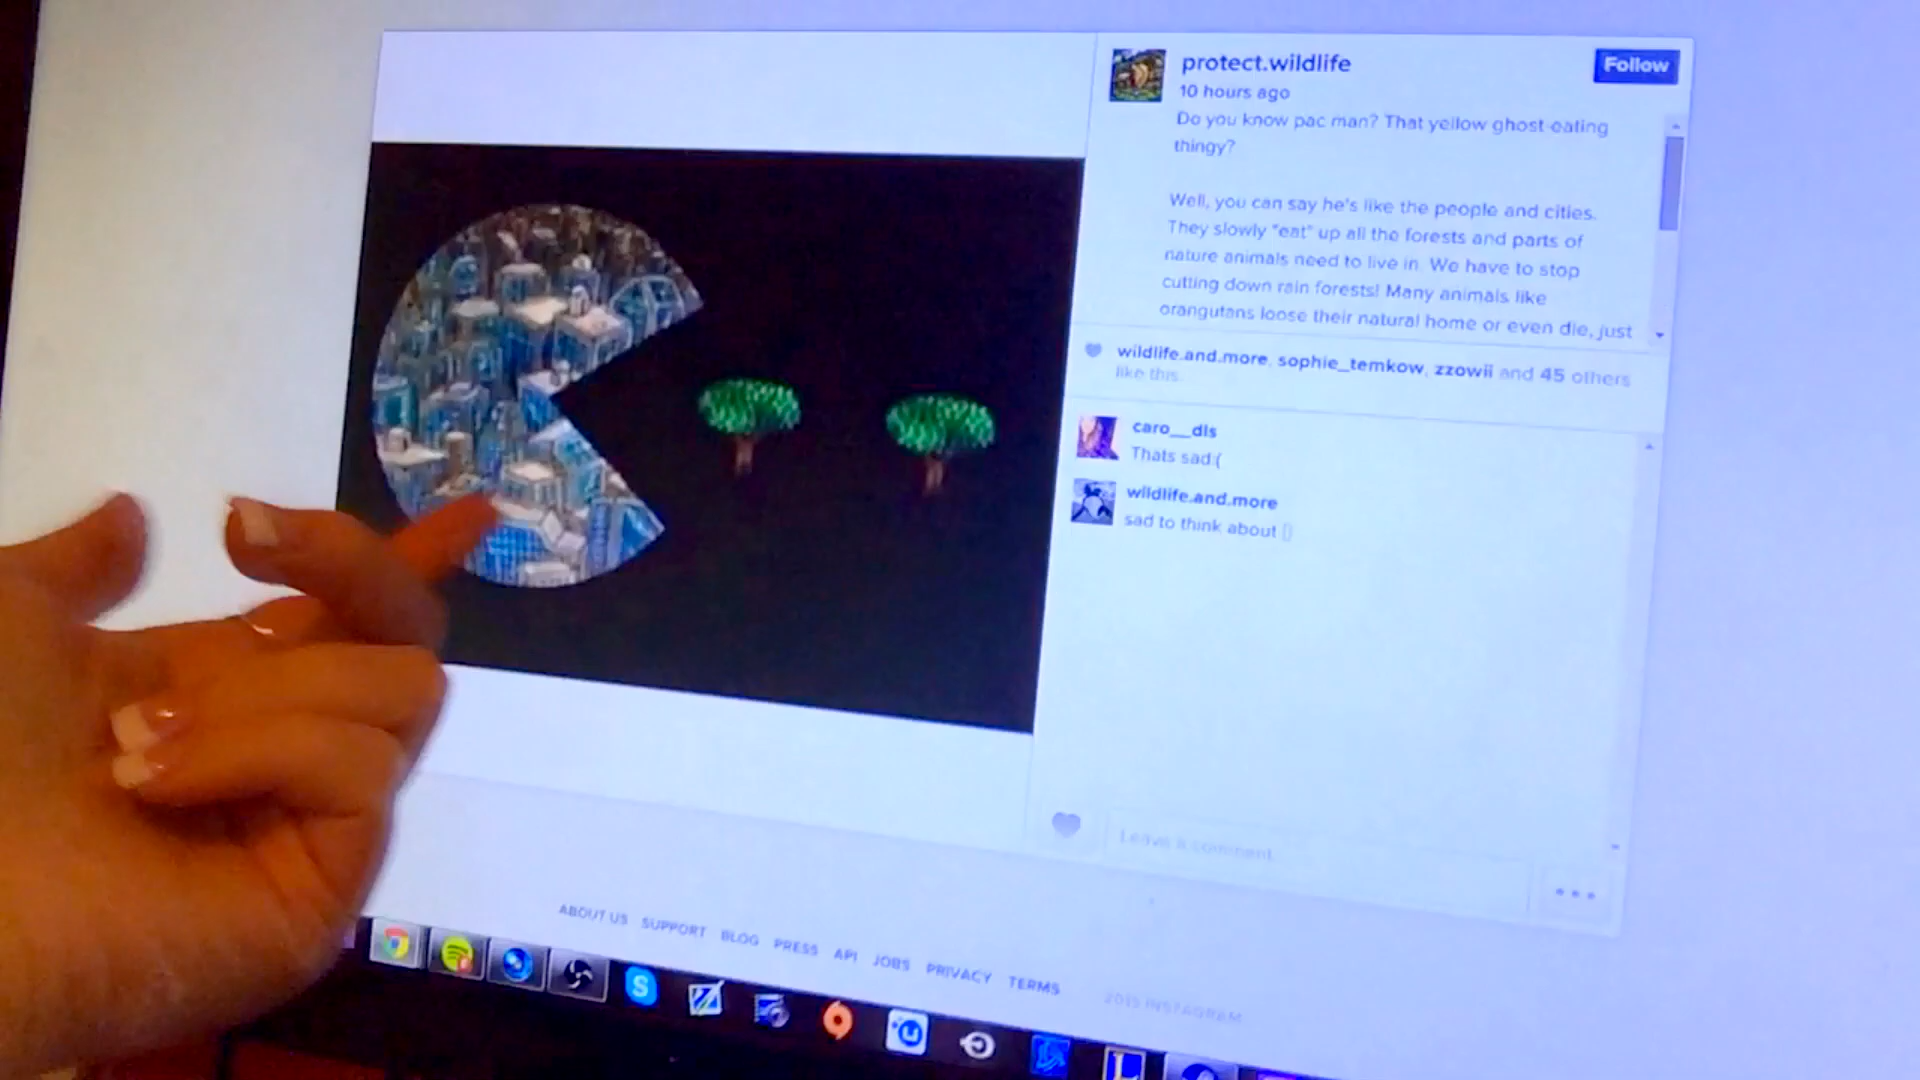 protect.wildlife
Follow
10 hours ago
Do you know pac man? That yellow ghost-eating
thingy?
Well, you can say he's like the people and cities.
They slowly "eat" up all the forests and parts of
nature animals need to live in. We have to stop
cutting down rain forests! Many animals like
orangutans loose their natural home or even die, just
wildlife.and.more, sophie_temkow, zzowii and 45 others
like this.
caro__dls
Thats sad:(
wildlife.and.more
sad to think about
Leave a comment
ABOUT US SUPPORT BLOG PRESS API JOBS PRIVACY TERMS
2015 INSTAGRAM